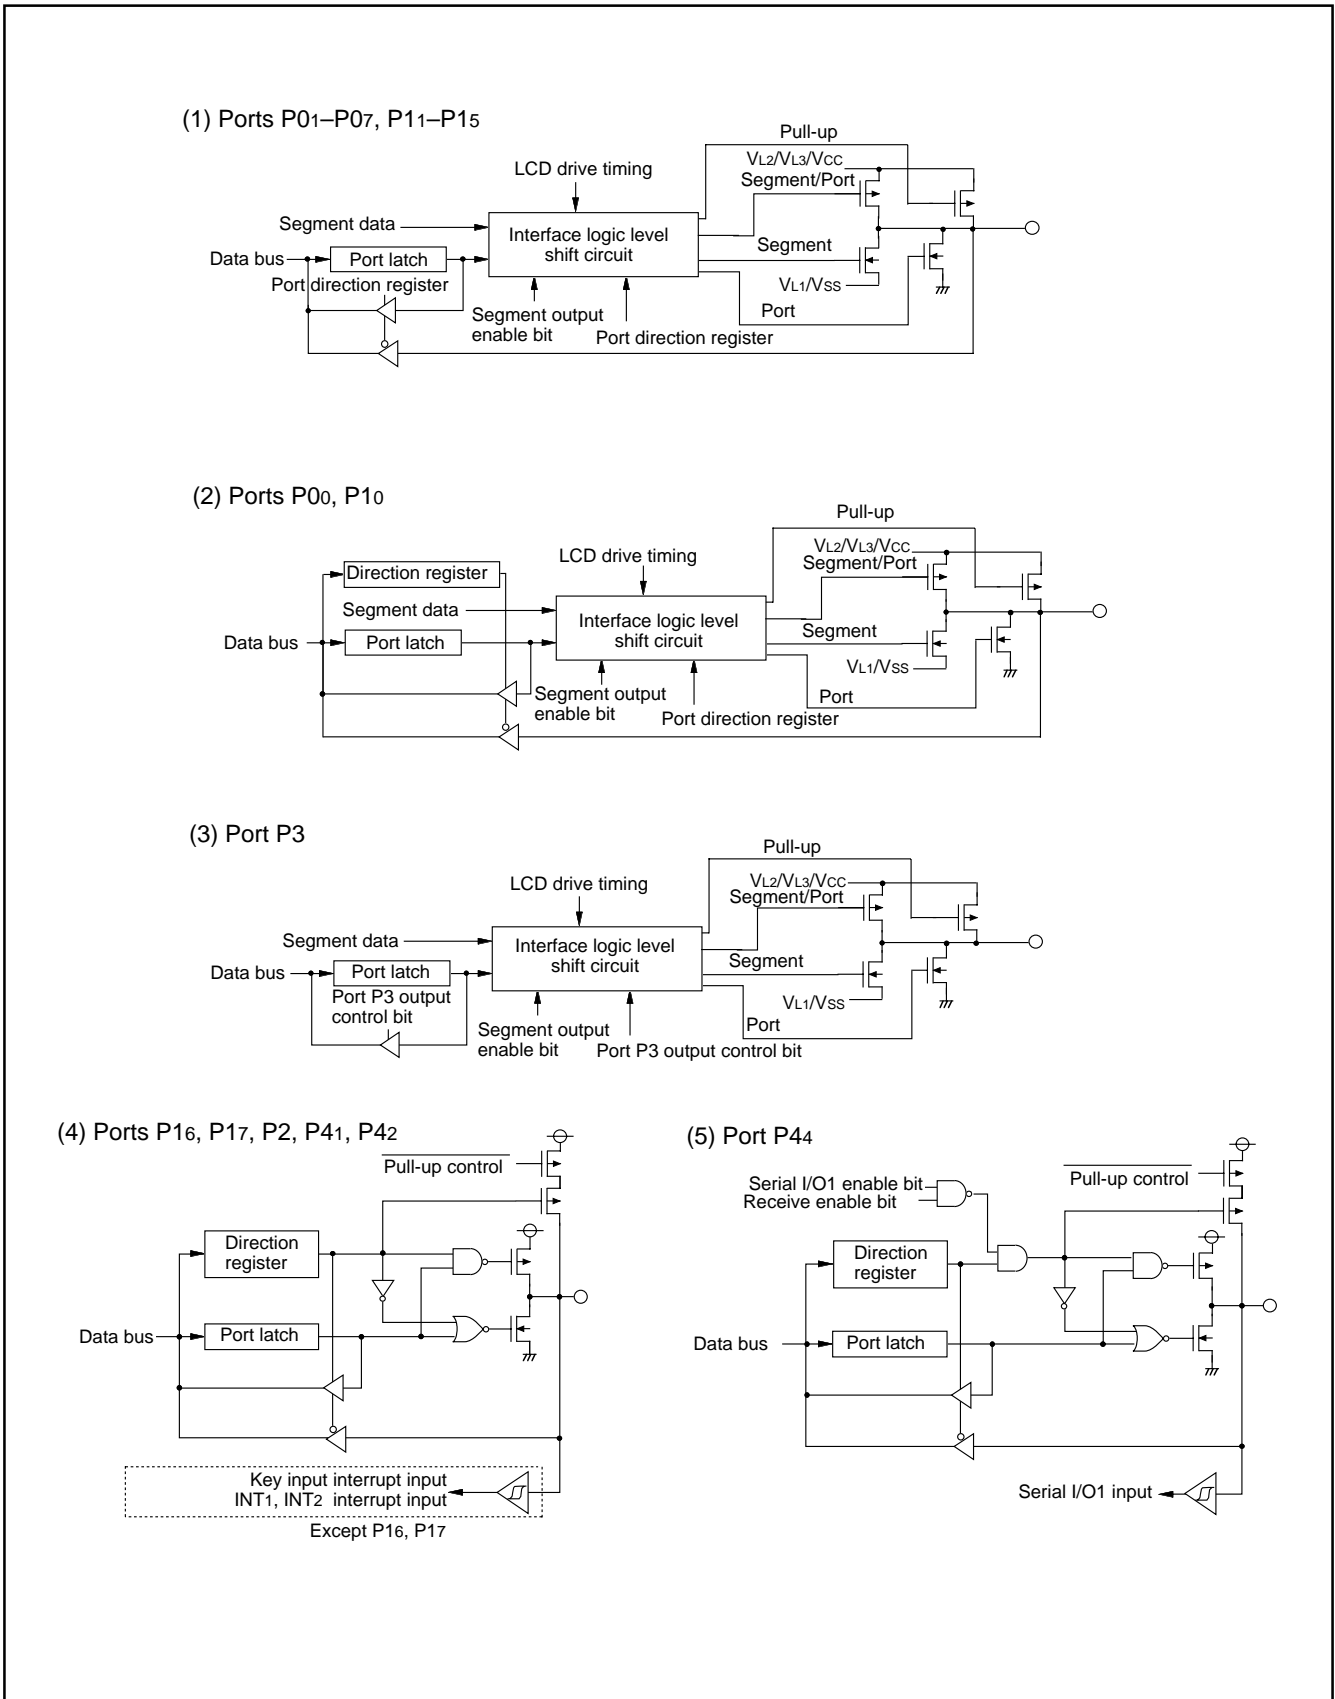 (1) Ports P01–P07, P11–P15
Pull-up
VL2/VL3/VCC
LCD drive timing
Segment/Port
Segment data
Interface logic level
shift circuit
Segment
Data bus
Port latch
Port direction register
VL1/VSS
Segment output
enable bit
Port
Port direction register
(2) Ports P00, P10
Pull-up
VL2/VL3/VCC
LCD drive timing
Segment/Port
Direction register
Segment data
Interface logic level
shift circuit
Segment
Data bus
Port latch
VL1/VSS
Segment output
enable bit
Port
Port direction register
(3) Port P3
Pull-up
VL2/VL3/VCC
LCD drive timing
Segment/Port
Segment data
Interface logic level
shift circuit
Segment
Data bus
Port latch
Port P3 output
control bit
VL1/VSS
Segment output
enable bit
Port
Port P3 output control bit
(4) Ports P16, P17, P2, P41, P42
Pull-up control
Direction
register
Data bus
Port latch
Key input interrupt input
INT1, INT2 interrupt input
Except P16, P17
(5) Port P44
Pull-up control
Serial I/O1 enable bit
Receive enable bit
Direction
register
Data bus
Port latch
Serial I/O1 input